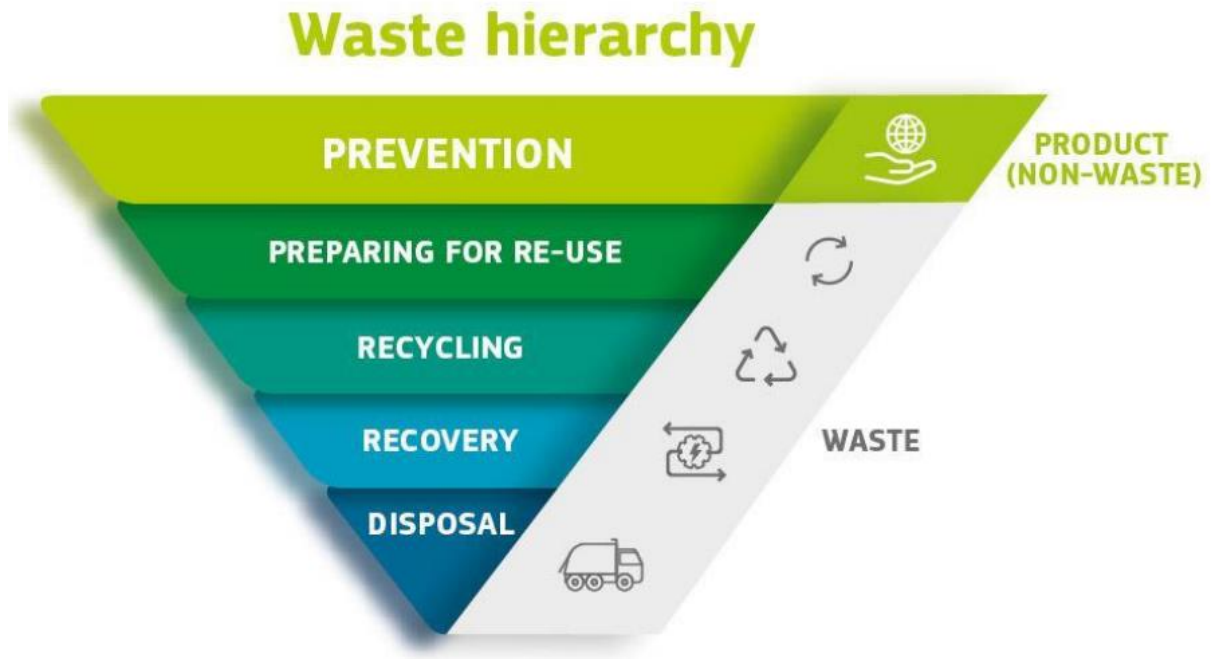 Waste hierarchy
PREVENTION
PRODUCT
(NON-WASTE)
PREPARING FOR RE-USE
RECYCLING
RECOVERY
WASTE
DISPOSAL